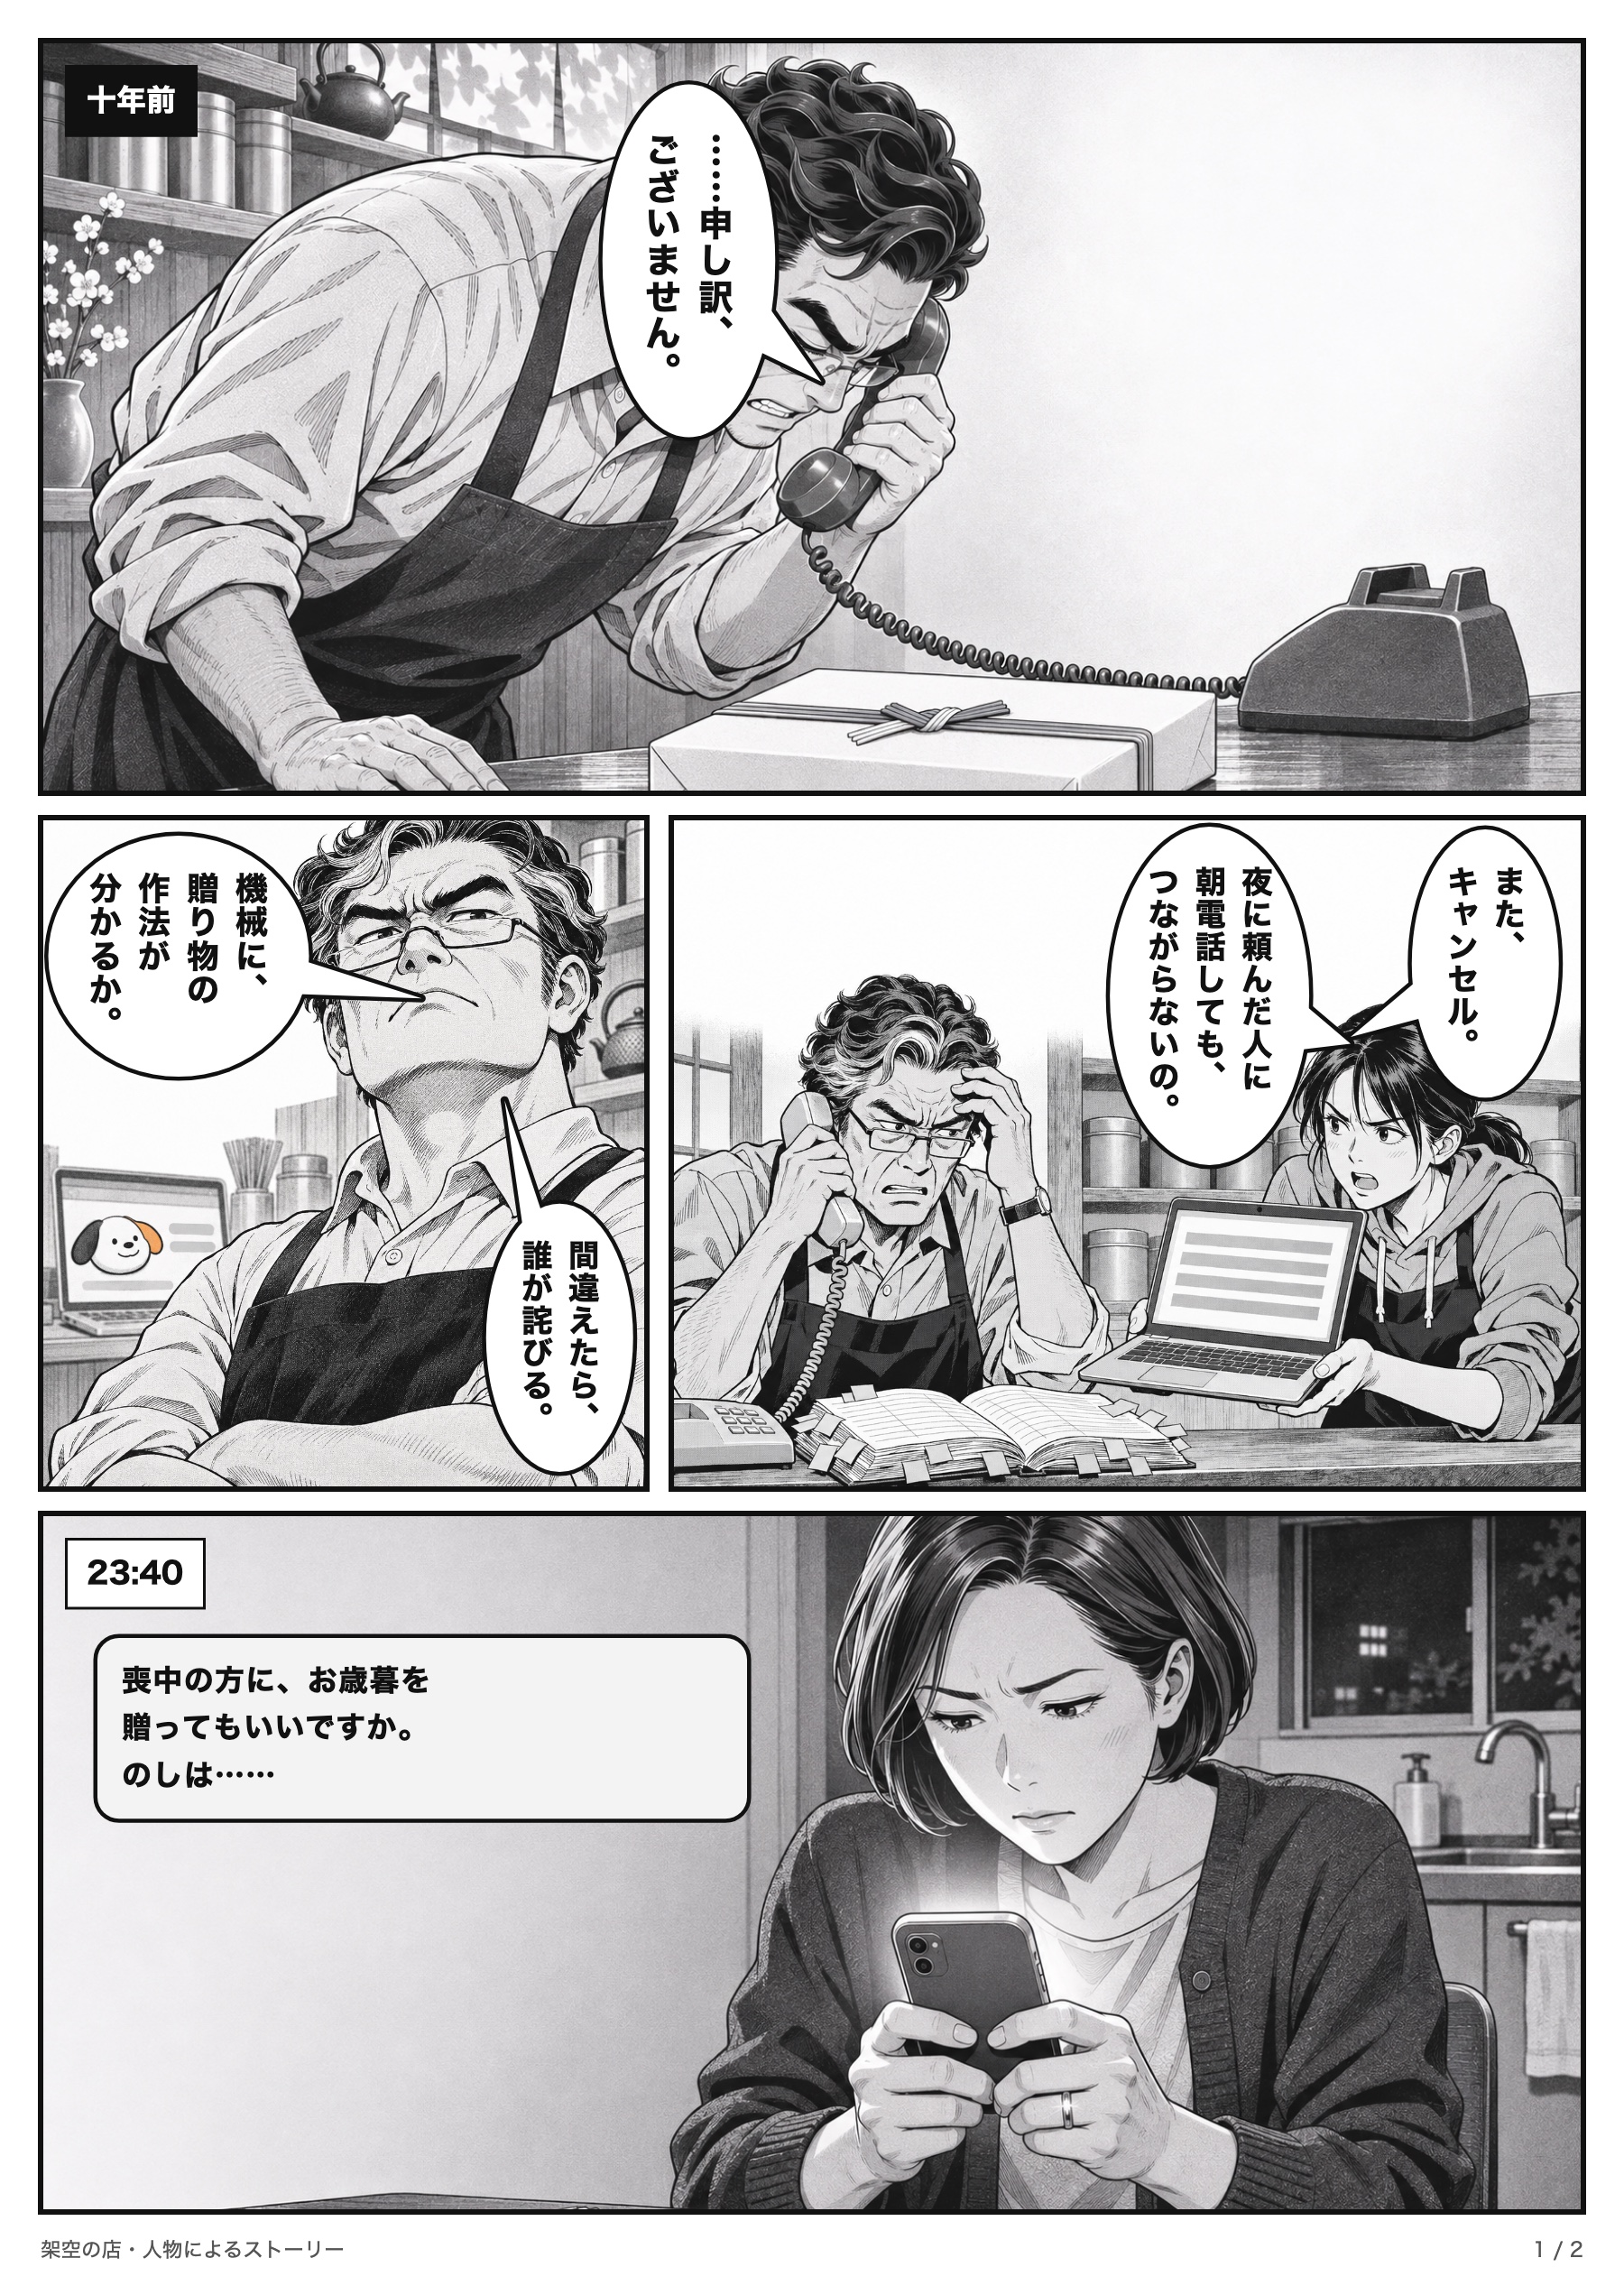 十年前
……申し訳、
ございません。
また、
キャンセル。
夜に頼んだ人に
朝電話しても、
つながらないの。
機械に、
贈り物の
作法が
分かるか。
間違えたら、
誰が詫びる。
23:40
喪中の方に、お歳暮を
贈ってもいいですか。
のしは……
架空の店・人物によるストーリー
1 / 2